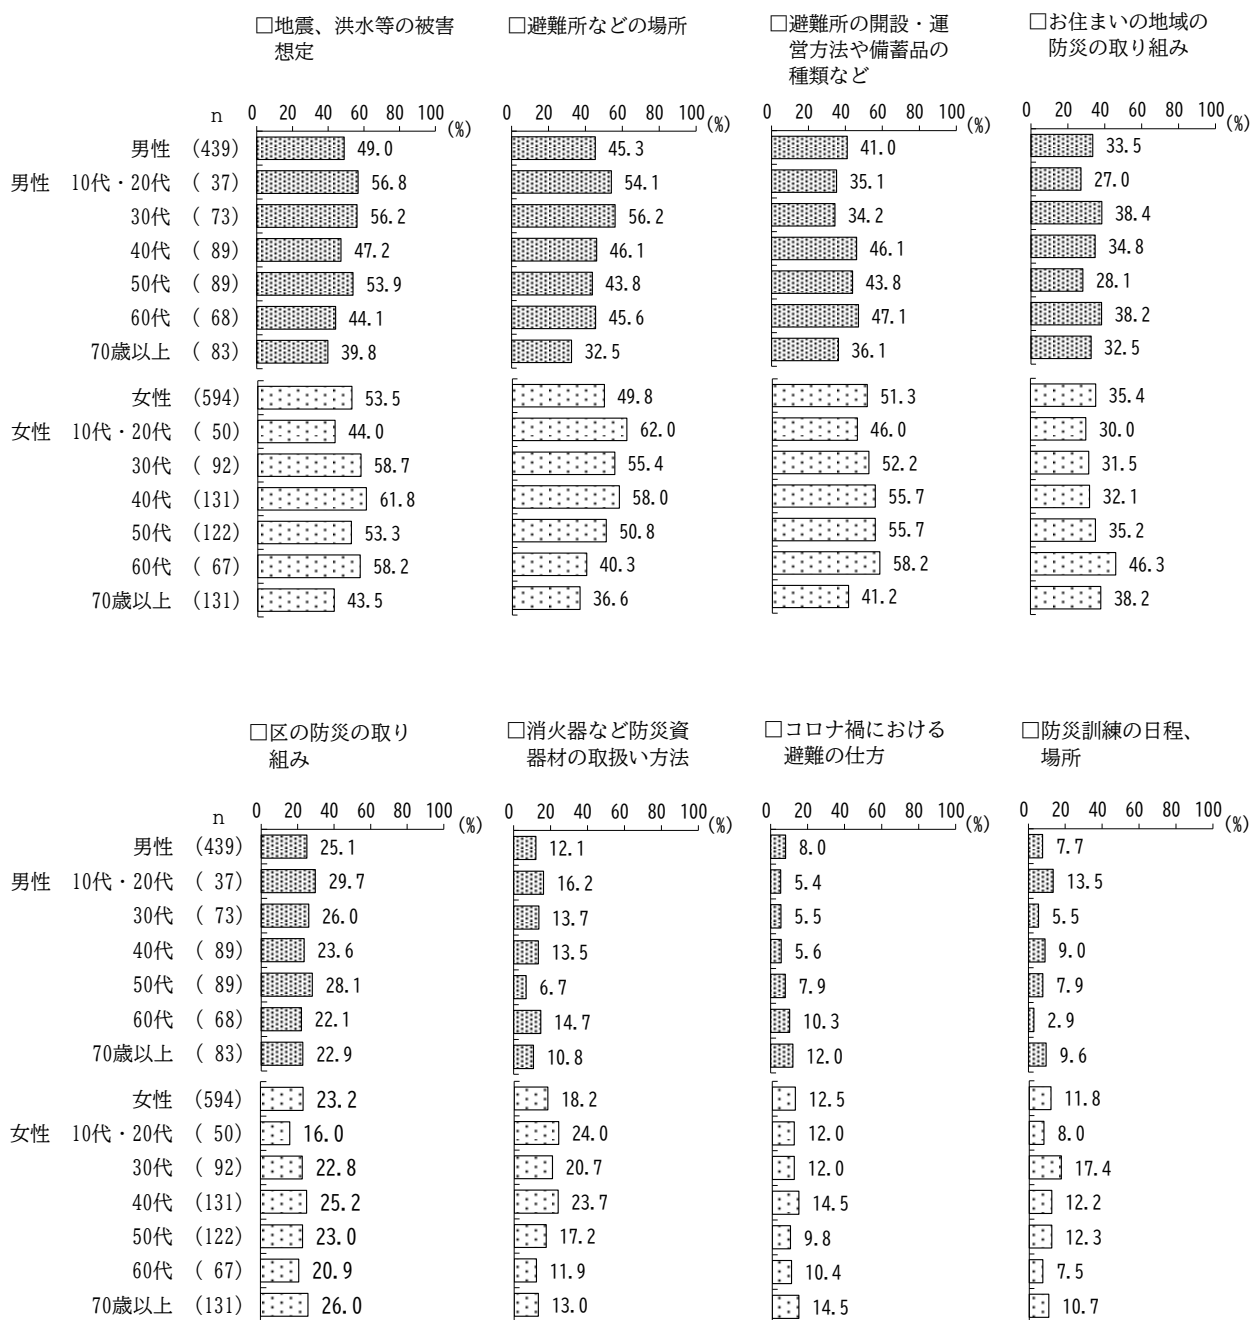 □地震、洪水等の被害
想定
□避難所などの場所
□避難所の開設・運
営方法や備蓄品の
種類など
□お住まいの地域の
防災の取り組み
n 0 20 40 60 80 100(%) 0 20 40 60 80 100(%) 0 20 40 60 80 100(%) 0 20 40 60 80 100(%)
男性 (439) 49.0 45.3 41.0 33.5
男性 10代・20代 ( 37) 56.8 54.1 35.1 27.0
30代 ( 73) 56.2 56.2 34.2 38.4
40代 ( 89) 47.2 46.1 46.1 34.8
50代 ( 89) 53.9 43.8 43.8 28.1
60代 ( 68) 44.1 45.6 47.1 38.2
70歳以上 ( 83) 39.8 32.5 36.1 32.5
女性 (594) 53.5 49.8 51.3 35.4
女性 10代・20代 ( 50) 44.0 62.0 46.0 30.0
30代 ( 92) 58.7 55.4 52.2 31.5
40代 (131) 61.8 58.0 55.7 32.1
50代 (122) 53.3 50.8 55.7 35.2
60代 ( 67) 58.2 40.3 58.2 46.3
70歳以上 (131) 43.5 36.6 41.2 38.2
□区の防災の取り
組み
□消火器など防災資
器材の取扱い方法
□コロナ禍における
避難の仕方
□防災訓練の日程、
場所
n 0 20 40 60 80 100(%) 0 20 40 60 80 100(%) 0 20 40 60 80 100(%) 0 20 40 60 80 100(%)
男性 (439) 25.1 12.1 8.0 7.7
男性 10代・20代 ( 37) 29.7 16.2 5.4 13.5
30代 ( 73) 26.0 13.7 5.5 5.5
40代 ( 89) 23.6 13.5 5.6 9.0
50代 ( 89) 28.1 6.7 7.9 7.9
60代 ( 68) 22.1 14.7 10.3 2.9
70歳以上 ( 83) 22.9 10.8 12.0 9.6
女性 (594) 23.2 18.2 12.5 11.8
女性 10代・20代 ( 50) 16.0 24.0 12.0 8.0
30代 ( 92) 22.8 20.7 12.0 17.4
40代 (131) 25.2 23.7 14.5 12.2
50代 (122) 23.0 17.2 9.8 12.3
60代 ( 67) 20.9 11.9 10.4 7.5
70歳以上 (131) 26.0 13.0 14.5 10.7